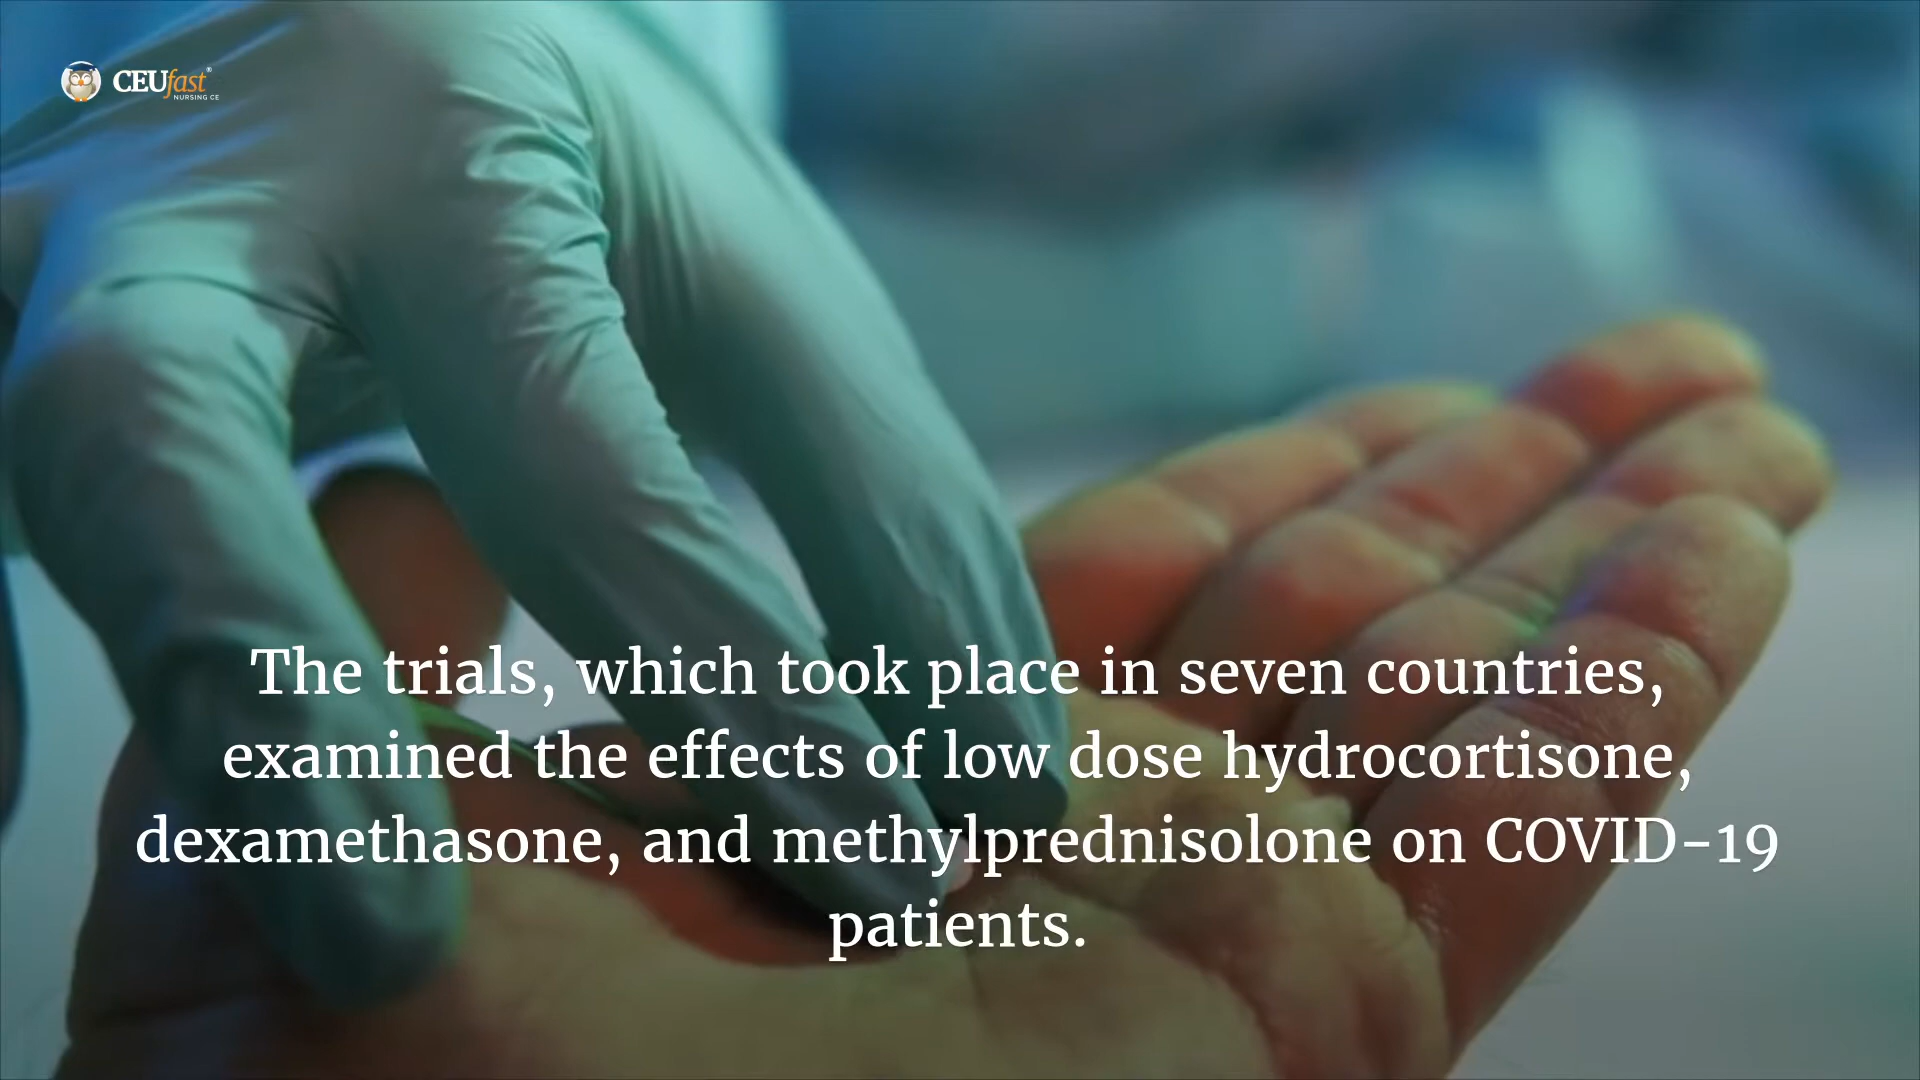 CEUfast®
NURSING CE
The trials, which took place in seven countries,
examined the effects of low dose hydrocortisone,
dexamethasone, and methylprednisolone on COVID-19
patients.